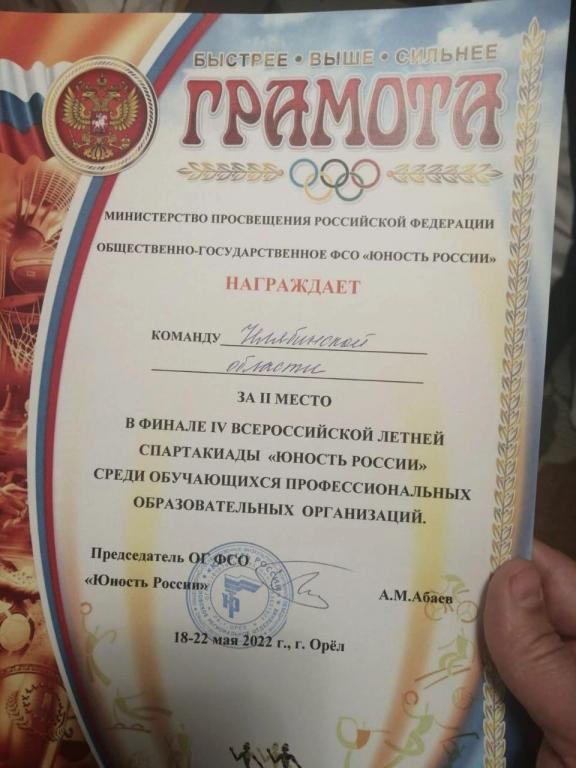 БЫСТРЕЕ • ВЫШЕ • СИЛЬНЕЕ
ГРАМОТА
МИНИСТЕРСТВО ПРОСВЕЩЕНИЯ РОССИЙСКОЙ ФЕДЕРАЦИИ
ОБЩЕСТВЕННО-ГОСУДАРСТВЕННОЕ ФСО «ЮНОСТЬ РОССИИ»
НАГРАЖДАЕТ
КОМАНДУ Челябинской
области
ЗА II МЕСТО
В ФИНАЛЕ IV ВСЕРОССИЙСКОЙ ЛЕТНЕЙ
СПАРТАКИАДЫ «ЮНОСТЬ РОССИИ»
СРЕДИ ОБУЧАЮЩИХСЯ ПРОФЕССИОНАЛЬНЫХ
ОБРАЗОВАТЕЛЬНЫХ ОРГАНИЗАЦИЙ.
Председатель ОГ ФСО
«Юность России»
А.М.Абаев
18-22 мая 2022 г., г. Орёл